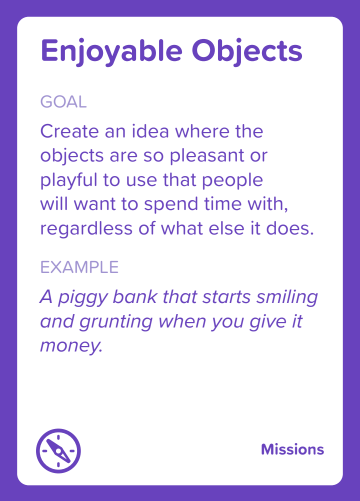 Enjoyable Objects
GOAL
Create an idea where the
objects are so pleasant or
playful to use that people
will want to spend time with,
regardless of what else it does.
EXAMPLE
A piggy bank that starts smiling
and grunting when you give it
money.
Missions